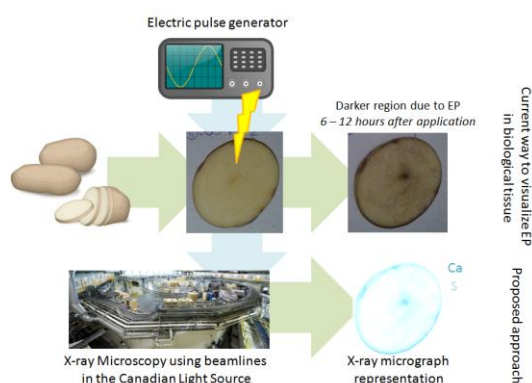 Electric pulse generator
Darker region due to EP
6 – 12 hours after application
Current way to visualize EP
in biological tissue
Ca
S
Proposed approach
X-ray Microscopy using beamlines
in the Canadian Light Source
X-ray micrograph
representation